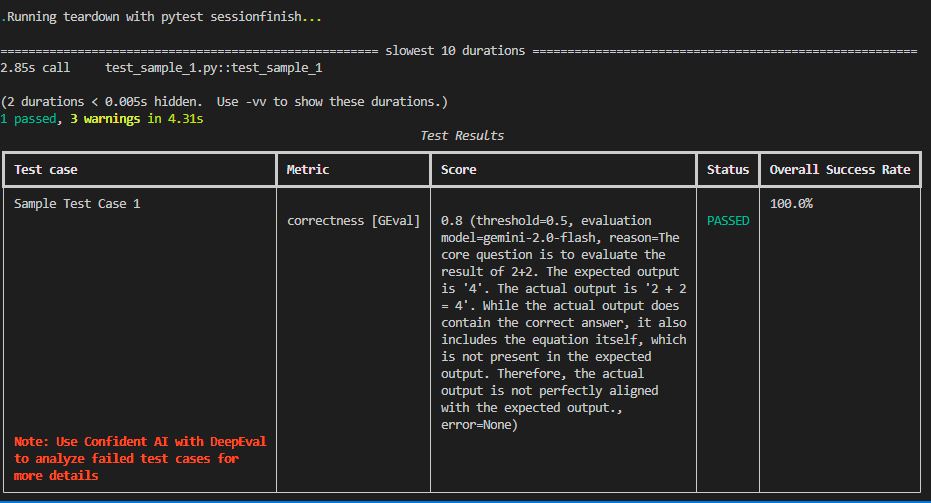 .Running teardown with pytest sessionfinish...
============================================================ slowest 10 durations =============================================================
2.85s call     test_sample_1.py::test_sample_1
(2 durations < 0.005s hidden.  Use -vv to show these durations.)
1 passed, 3 warnings in 4.31s
Test Results
Test case Metric Score Status Overall Success Rate
Sample Test Case 1 100.0%
correctness [GEval] 0.8 (threshold=0.5, evaluation PASSED
model=gemini-2.0-flash, reason=The
core question is to evaluate the
result of 2+2. The expected output
is '4'. The actual output is '2 + 2
= 4'. While the actual output does
contain the correct answer, it also
includes the equation itself, which
is not present in the expected
output. Therefore, the actual
output is not perfectly aligned
with the expected output.,
error=None)
Note: Use Confident AI with DeepEval
to analyze failed test cases for
more details